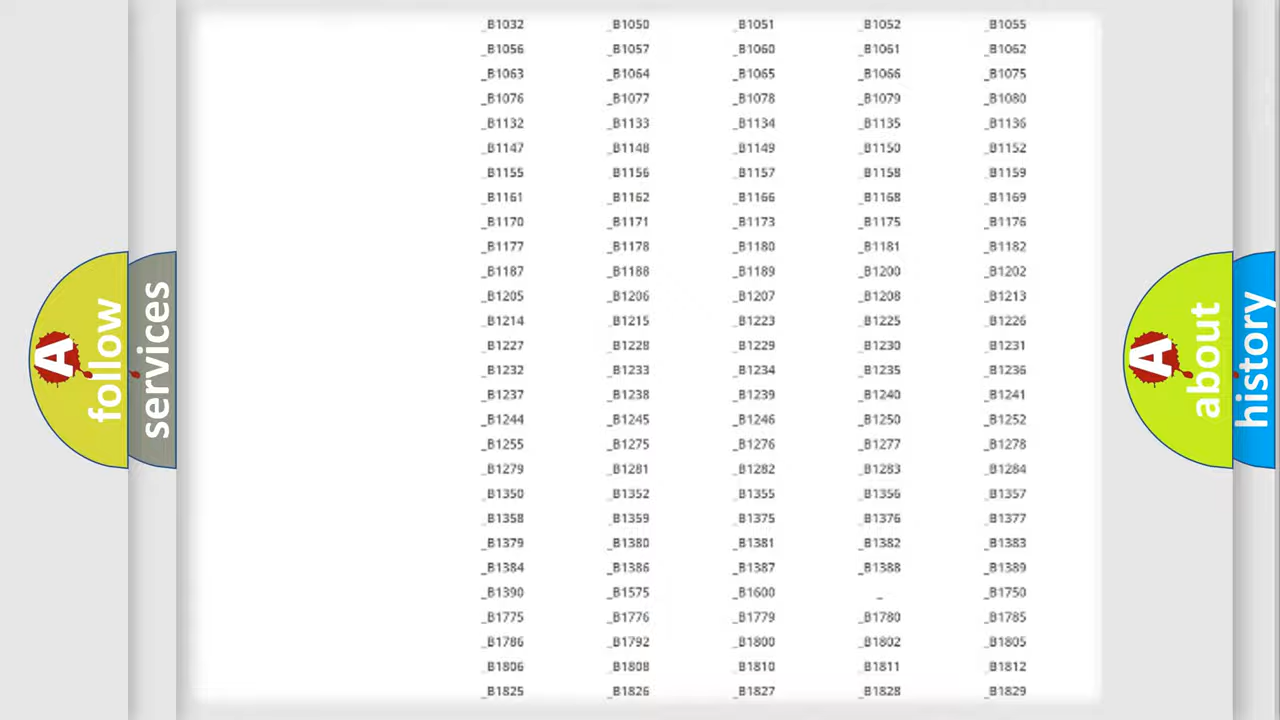 _B1032 _B1050 _B1051 _B1052 _B1055
_B1056 _B1057 _B1060 _B1061 _B1062
_B1063 _B1064 _B1065 _B1066 _B1075
_B1076 _B1077 _B1078 _B1079 _B1080
_B1132 _B1133 _B1134 _B1135 _B1136
_B1147 _B1148 _B1149 _B1150 _B1152
_B1155 _B1156 _B1157 _B1158 _B1159
_B1161 _B1162 _B1166 _B1168 _B1169
_B1170 _B1171 _B1173 _B1175 _B1176
_B1177 _B1178 _B1180 _B1181 _B1182
_B1187 _B1188 _B1189 _B1200 _B1202
_B1205 _B1206 _B1207 _B1208 _B1213
_B1214 _B1215 _B1223 _B1225 _B1226
_B1227 _B1228 _B1229 _B1230 _B1231
_B1232 _B1233 _B1234 _B1235 _B1236
_B1237 _B1238 _B1239 _B1240 _B1241
_B1244 _B1245 _B1246 _B1250 _B1252
_B1255 _B1275 _B1276 _B1277 _B1278
_B1279 _B1281 _B1282 _B1283 _B1284
_B1350 _B1352 _B1355 _B1356 _B1357
_B1358 _B1359 _B1375 _B1376 _B1377
_B1379 _B1380 _B1381 _B1382 _B1383
_B1384 _B1386 _B1387 _B1388 _B1389
_B1390 _B1575 _B1600 _ _B1750
_B1775 _B1776 _B1779 _B1780 _B1785
_B1786 _B1792 _B1800 _B1802 _B1805
_B1806 _B1808 _B1810 _B1811 _B1812
_B1825 _B1826 _B1827 _B1828 _B1829
A
follow
services
A
about
history